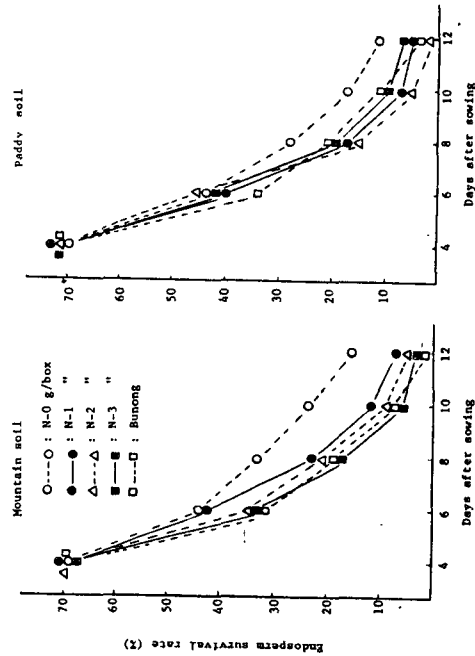 Paddy soil
70
60
50
40
30
20
10
4
6
8
10
12
Days after sowing
Mountain soil
: N-0 g/box
: N-1 "
: N-2 "
: N-3 "
: Bunong
70
60
50
40
30
20
10
4
6
8
10
12
Days after sowing
Endosperm survival rate (%)